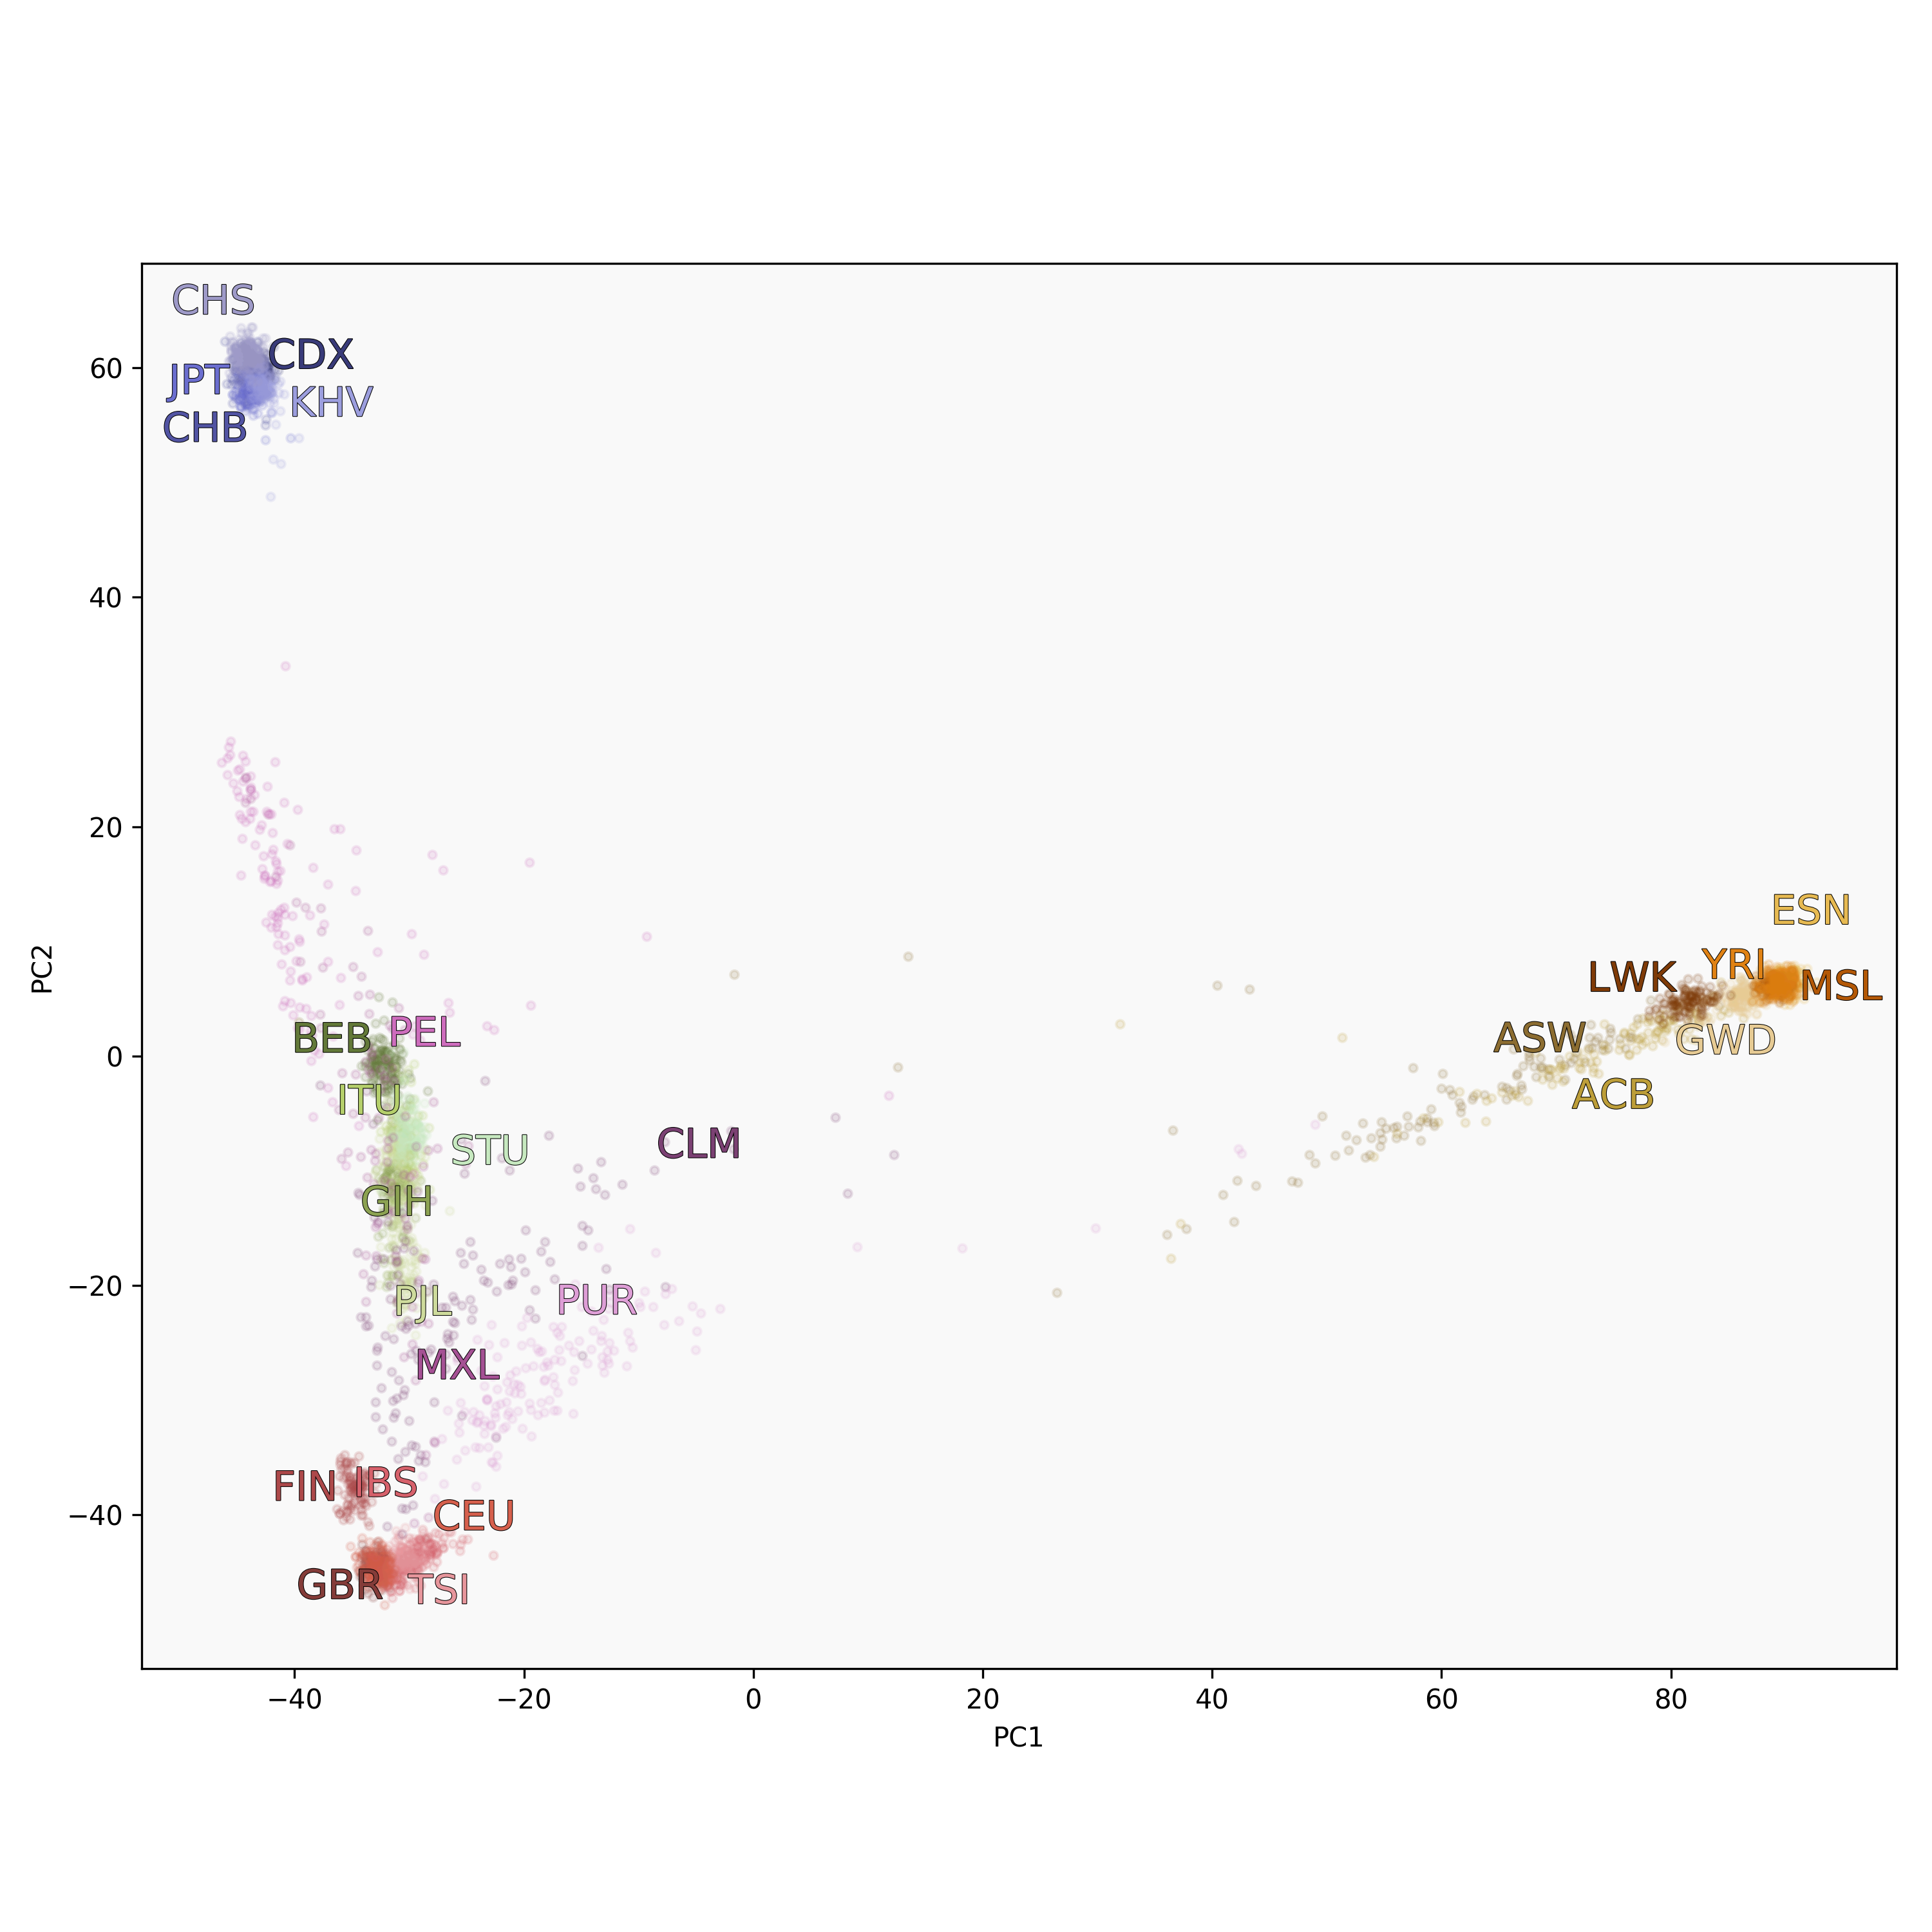 CHS
CDX
JPT
KHV
CHB
60
40
20
ESN
YRI
LWK
MSL
PC2
BEB
PEL
ASW
GWD
0
ITU
ACB
CLM
STU
GIH
−20
PJL
PUR
MXL
FIN
IBS
CEU
−40
GBR
TSI
−40
−20
0
20
40
60
80
PC1